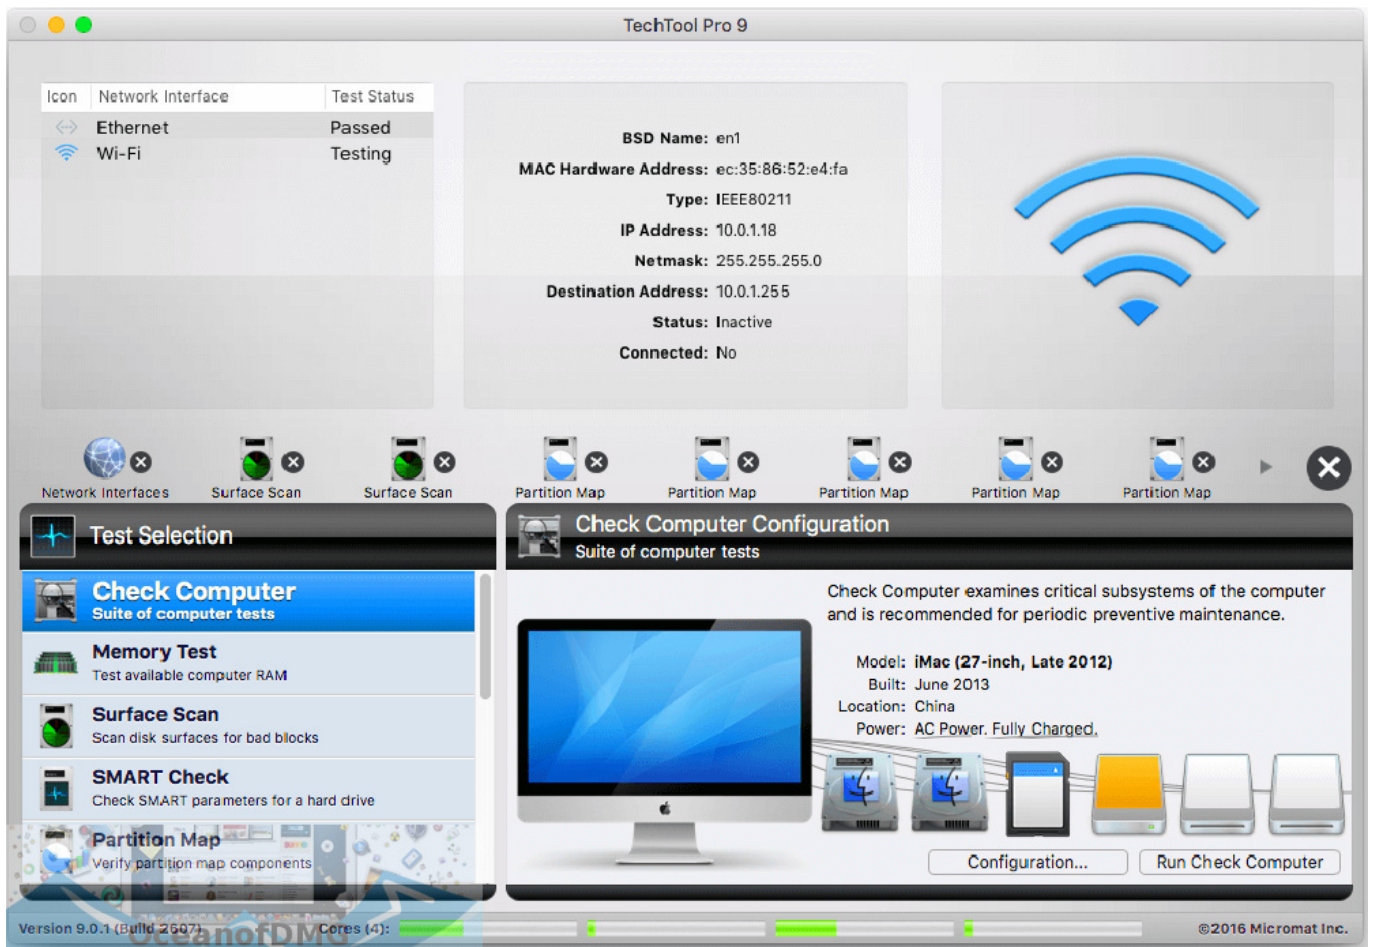 TechTool Pro 9
Icon Network Interface Test Status
Ethernet Passed
Wi-Fi Testing
BSD Name: en1
MAC Hardware Address: ec:35:86:52:e4:fa
Type: IEEE80211
IP Address: 10.0.1.18
Netmask: 255.255.255.0
Destination Address: 10.0.1.255
Status: Inactive
Connected: No
Network Interfaces Surface Scan Surface Scan Partition Map Partition Map Partition Map Partition Map Partition Map
Test Selection
Check Computer
Suite of computer tests
Memory Test
Test available computer RAM
Surface Scan
Scan disk surfaces for bad blocks
SMART Check
Check SMART parameters for a hard drive
Partition Map
Verify partition map components
Check Computer Configuration
Suite of computer tests
Check Computer examines critical subsystems of the computer
and is recommended for periodic preventive maintenance.
Model: iMac (27-inch, Late 2012)
Built: June 2013
Location: China
Power: AC Power. Fully Charged.
Configuration... Run Check Computer
Version 9.0.1 (Build 2607) Cores (4): ©2016 Micromat Inc.
OceanofDMG